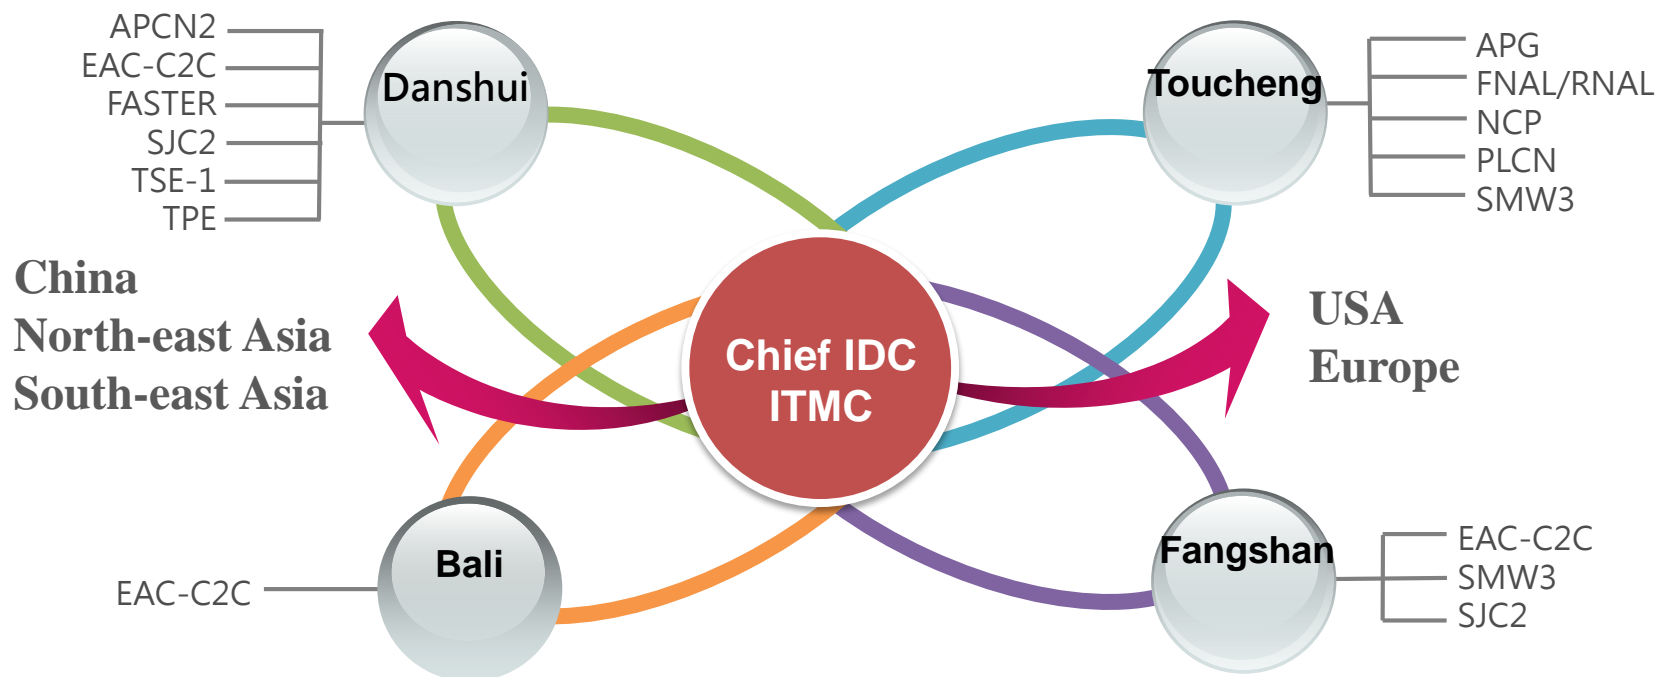 APCN2
EAC-C2C
FASTER
SJC2
TSE-1
TPE
Danshui
Toucheng
APG
FNAL/RNAL
NCP
PLCN
SMW3
China
North-east Asia
South-east Asia
Chief IDC
ITMC
USA
Europe
Bali
EAC-C2C
Fangshan
EAC-C2C
SMW3
SJC2